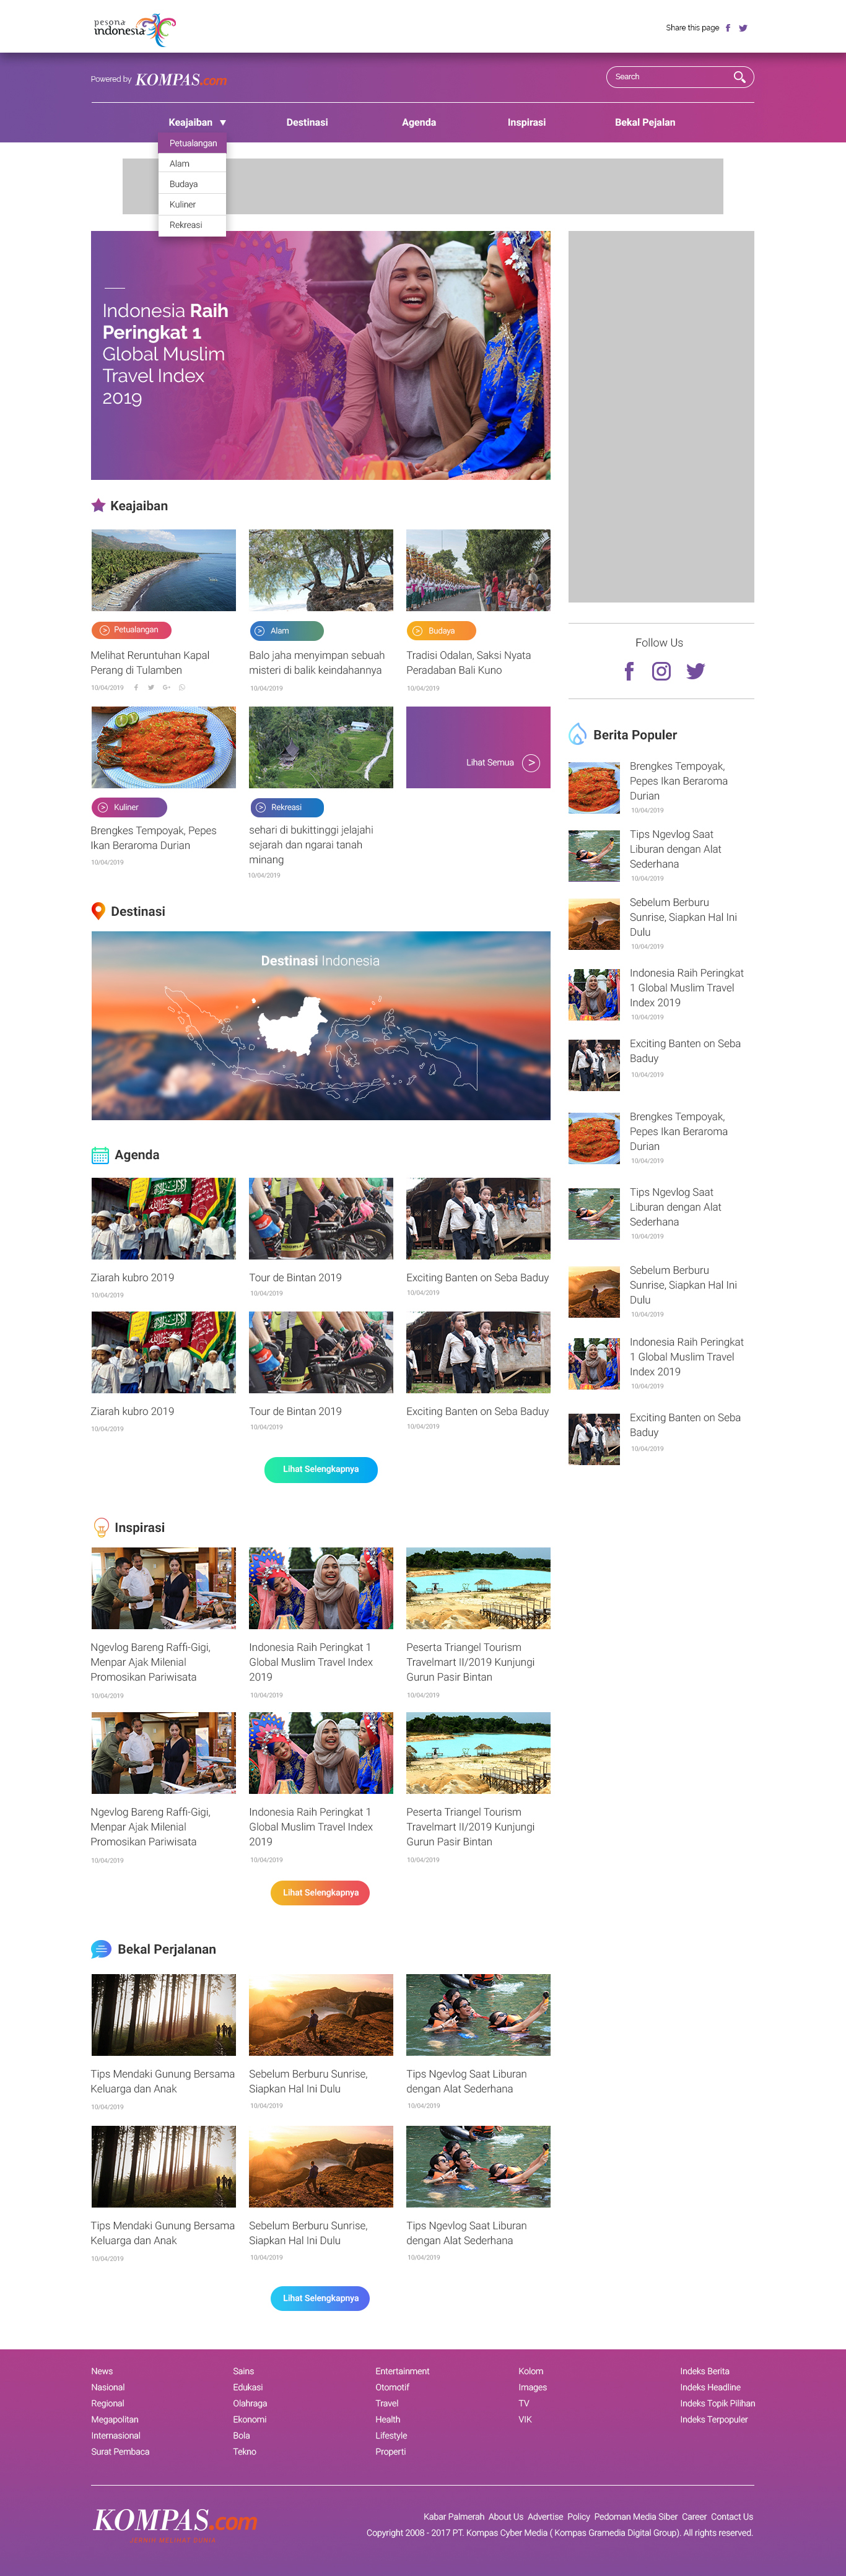 pesona
indonesia
Share this page
Powered by KOMPAS.com
Search
Keajaiban
Destinasi
Agenda
Inspirasi
Bekal Pejalan
Petualangan
Alam
Budaya
Kuliner
Rekreasi
Indonesia Raih
Peringkat 1
Global Muslim
Travel Index
2019
Keajaiban
Petualangan
Melihat Reruntuhan Kapal
Perang di Tulamben
10/04/2019
Alam
Balo jaha menyimpan sebuah
misteri di balik keindahannya
10/04/2019
Budaya
Tradisi Odalan, Saksi Nyata
Peradaban Bali Kuno
10/04/2019
Kuliner
Brengkes Tempoyak, Pepes
Ikan Beraroma Durian
10/04/2019
Rekreasi
sehari di bukittinggi jelajahi
sejarah dan ngarai tanah
minang
10/04/2019
Lihat Semua
Follow Us
Berita Populer
Brengkes Tempoyak,
Pepes Ikan Beraroma
Durian
10/04/2019
Tips Ngevlog Saat
Liburan dengan Alat
Sederhana
10/04/2019
Sebelum Berburu
Sunrise, Siapkan Hal Ini
Dulu
10/04/2019
Indonesia Raih Peringkat
1 Global Muslim Travel
Index 2019
10/04/2019
Exciting Banten on Seba
Baduy
10/04/2019
Brengkes Tempoyak,
Pepes Ikan Beraroma
Durian
10/04/2019
Tips Ngevlog Saat
Liburan dengan Alat
Sederhana
10/04/2019
Sebelum Berburu
Sunrise, Siapkan Hal Ini
Dulu
10/04/2019
Indonesia Raih Peringkat
1 Global Muslim Travel
Index 2019
10/04/2019
Exciting Banten on Seba
Baduy
10/04/2019
Destinasi
Destinasi Indonesia
Agenda
Ziarah kubro 2019
10/04/2019
Tour de Bintan 2019
10/04/2019
Exciting Banten on Seba Baduy
10/04/2019
Ziarah kubro 2019
10/04/2019
Tour de Bintan 2019
10/04/2019
Exciting Banten on Seba Baduy
10/04/2019
Lihat Selengkapnya
Inspirasi
Ngevlog Bareng Raffi-Gigi,
Menpar Ajak Milenial
Promosikan Pariwisata
10/04/2019
Indonesia Raih Peringkat 1
Global Muslim Travel Index
2019
10/04/2019
Peserta Triangel Tourism
Travelmart II/2019 Kunjungi
Gurun Pasir Bintan
10/04/2019
Ngevlog Bareng Raffi-Gigi,
Menpar Ajak Milenial
Promosikan Pariwisata
10/04/2019
Indonesia Raih Peringkat 1
Global Muslim Travel Index
2019
10/04/2019
Peserta Triangel Tourism
Travelmart II/2019 Kunjungi
Gurun Pasir Bintan
10/04/2019
Lihat Selengkapnya
Bekal Perjalanan
Tips Mendaki Gunung Bersama
Keluarga dan Anak
10/04/2019
Sebelum Berburu Sunrise,
Siapkan Hal Ini Dulu
10/04/2019
Tips Ngevlog Saat Liburan
dengan Alat Sederhana
10/04/2019
Tips Mendaki Gunung Bersama
Keluarga dan Anak
10/04/2019
Sebelum Berburu Sunrise,
Siapkan Hal Ini Dulu
10/04/2019
Tips Ngevlog Saat Liburan
dengan Alat Sederhana
10/04/2019
Lihat Selengkapnya
News
Nasional
Regional
Megapolitan
Internasional
Surat Pembaca
Sains
Edukasi
Olahraga
Ekonomi
Bola
Tekno
Entertainment
Otomotif
Travel
Health
Lifestyle
Properti
Kolom
Images
TV
VIK
Indeks Berita
Indeks Headline
Indeks Topik Pilihan
Indeks Terpopuler
KOMPAS.com
JERNIH MELIHAT DUNIA
Kabar Palmerah About Us Advertise Policy Pedoman Media Siber Career Contact Us
Copyright 2008 - 2017 PT. Kompas Cyber Media ( Kompas Gramedia Digital Group). All rights reserved.